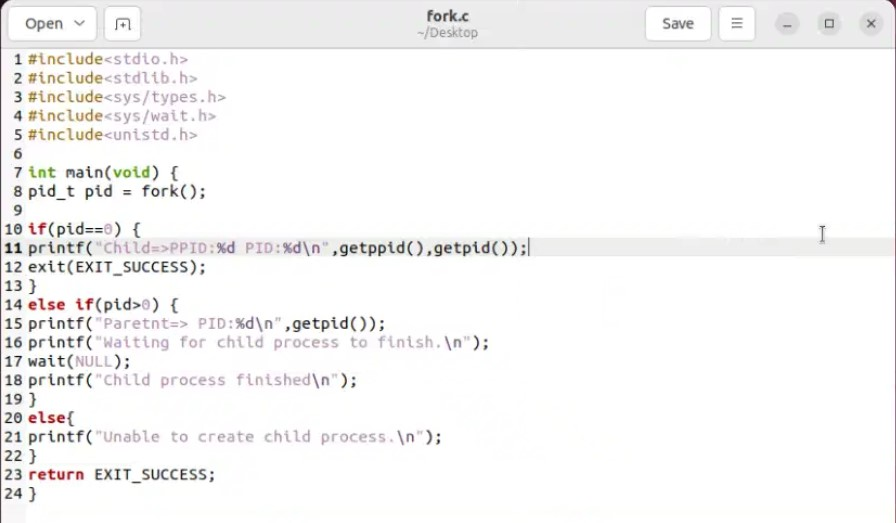 Open
fork.c
~/Desktop
Save
1 #include<stdio.h>
2 #include<stdlib.h>
3 #include<sys/types.h>
4 #include<sys/wait.h>
5 #include<unistd.h>
6
7 int main(void) {
8 pid_t pid = fork();
9
10 if(pid==0) {
11 printf("Child=>PPID:%d PID:%d\n",getppid(),getpid());
12 exit(EXIT_SUCCESS);
13 }
14 else if(pid>0) {
15 printf("Paretnt=> PID:%d\n",getpid());
16 printf("Waiting for child process to finish.\n");
17 wait(NULL);
18 printf("Child process finished\n");
19 }
20 else{
21 printf("Unable to create child process.\n");
22 }
23 return EXIT_SUCCESS;
24 }